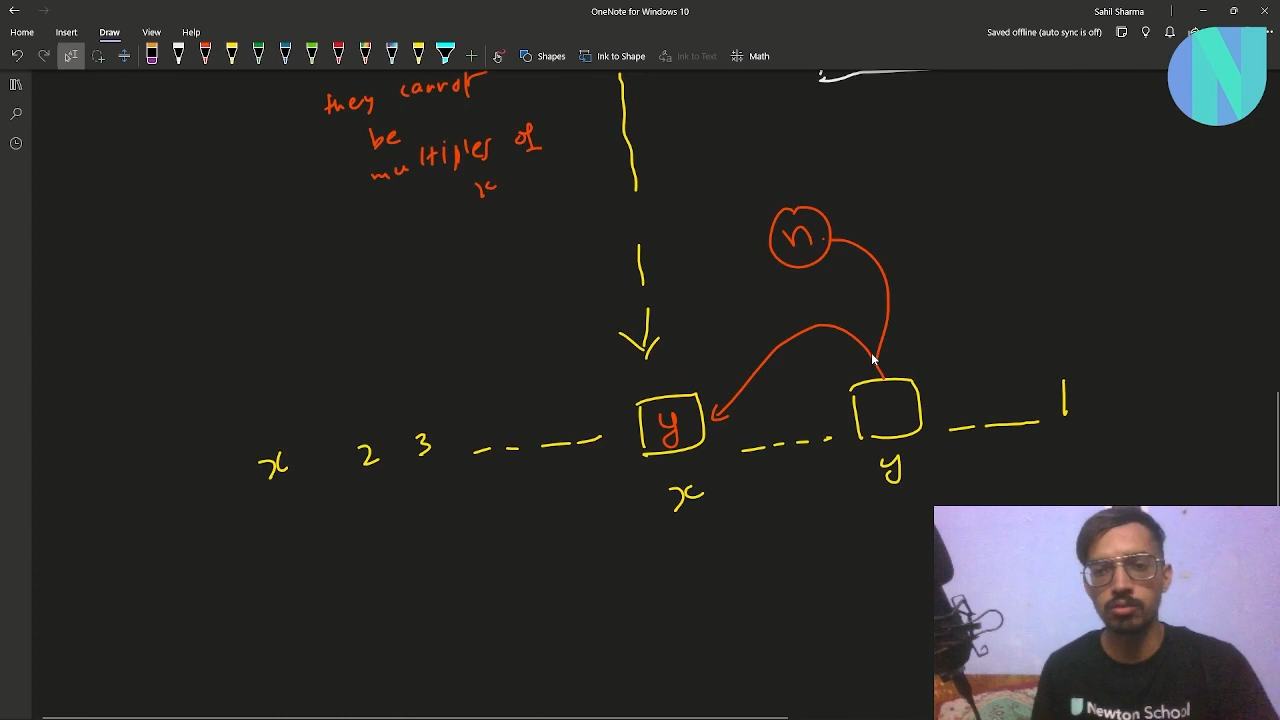 OneNote for Windows 10
Sahil Sharma
Home Insert Draw View Help
Saved offline (auto sync is off)
Shapes Ink to Shape Ink to Text Math
they cannot
be
multiples of
x
n
y
x 2 3 1
x y
N
Newton School